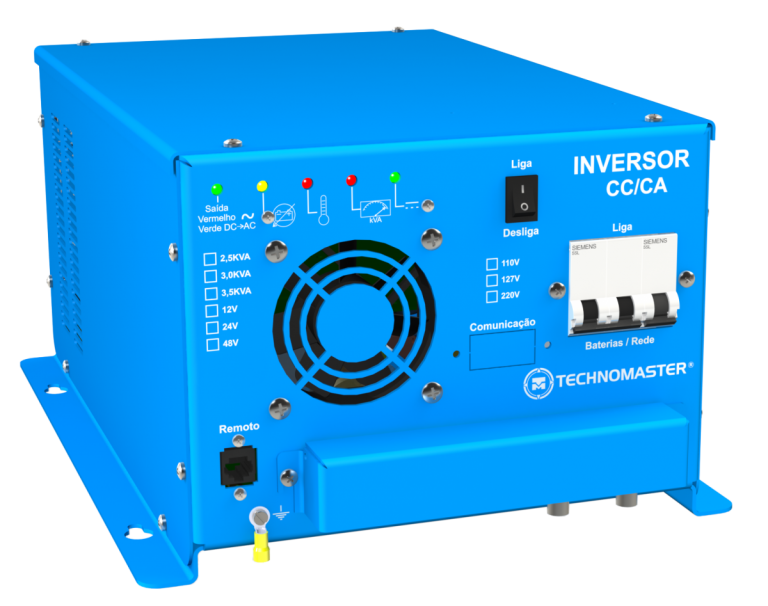 INVERSOR
CC/CA
Liga
Desliga
Liga
SIEMENS
SIEMENS
Baterias / Rede
Saída
Vermelho
Verde DC→AC
kVA
2,5KVA
3,0KVA
3,5KVA
12V
24V
48V
110V
127V
220V
Comunicação
TECHNOMASTER®
Remoto